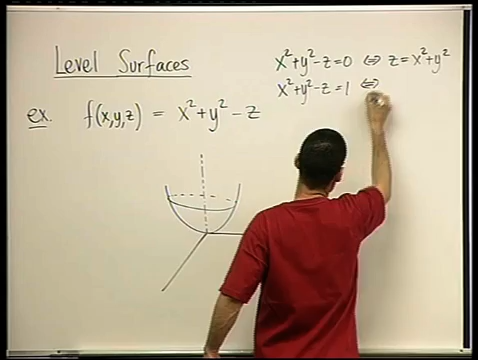 Level Surfaces
ex. f(x,y,z) = x² + y² - z
x²+y²-z=0 ⇔ z=x²+y²
x²+y²-z=1 ⇔